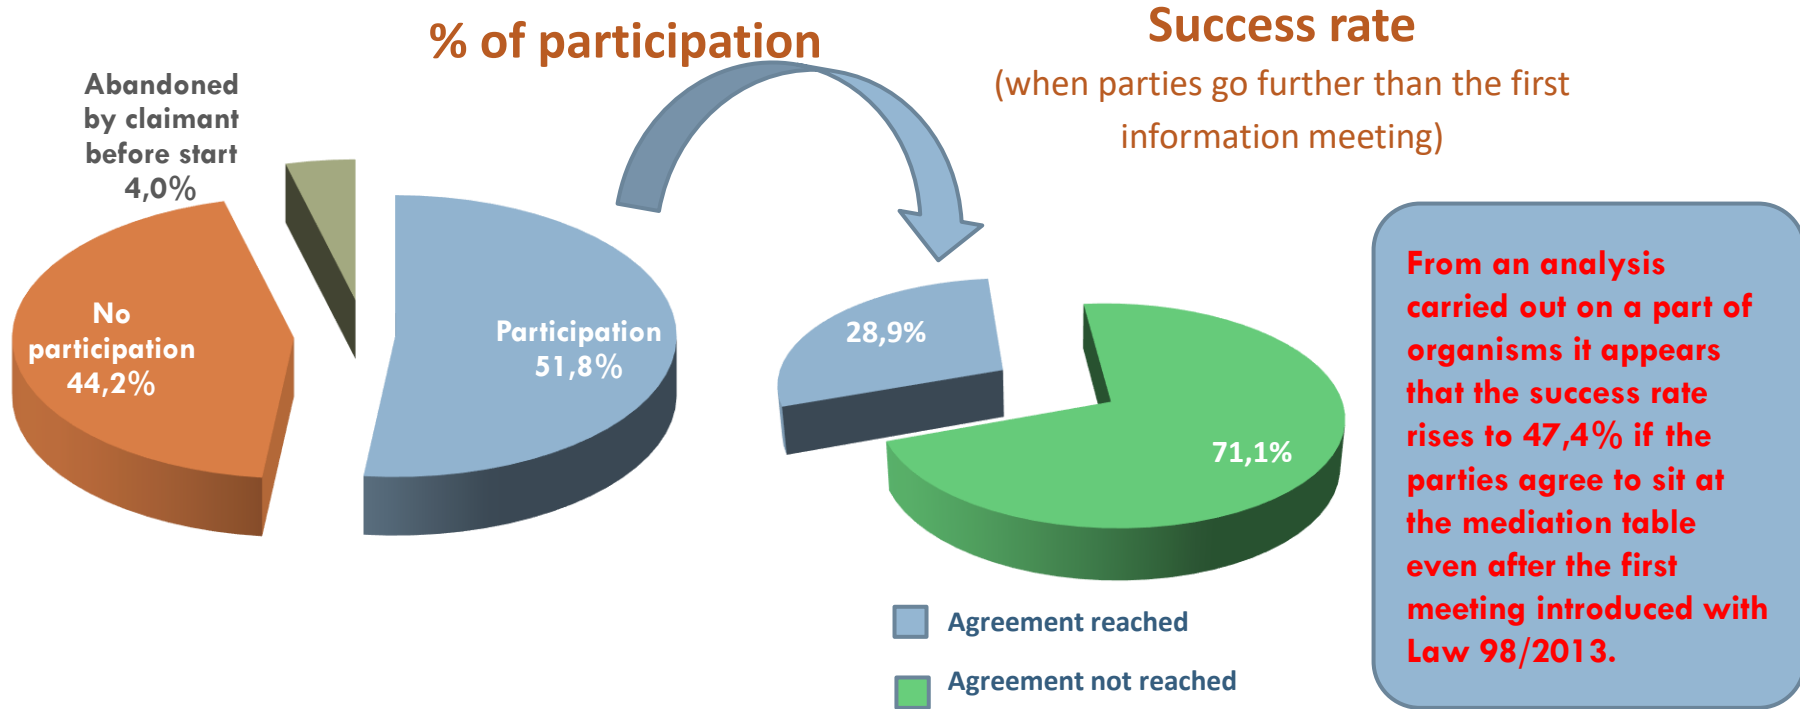 % of participation
Abandoned
by claimant
before start
4,0%
No
participation
44,2%
Participation
51,8%
Success rate
(when parties go further than the first
information meeting)
28,9%
71,1%
Agreement reached
Agreement not reached
From an analysis
carried out on a part of
organisms it appears
that the success rate
rises to 47,4% if the
parties agree to sit at
the mediation table
even after the first
meeting introduced with
Law 98/2013.